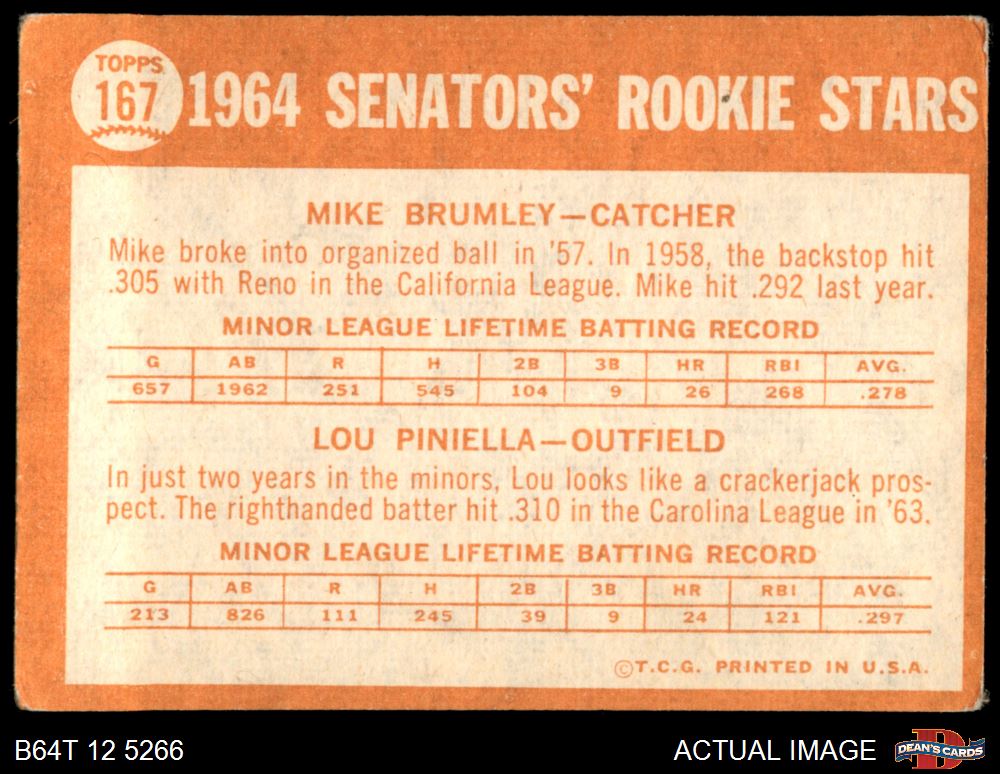 TOPPS
167
1964 SENATORS' ROOKIE STARS
MIKE BRUMLEY—CATCHER
Mike broke into organized ball in '57. In 1958, the backstop hit
.305 with Reno in the California League. Mike hit .292 last year.
MINOR LEAGUE LIFETIME BATTING RECORD
G AB R H 2B 3B HR RBI AVG.
657 1962 251 545 104 9 26 268 .278
LOU PINIELLA—OUTFIELD
In just two years in the minors, Lou looks like a crackerjack pros-
pect. The righthanded batter hit .310 in the Carolina League in '63.
MINOR LEAGUE LIFETIME BATTING RECORD
G AB R H 2B 3B HR RBI AVG.
213 826 111 245 39 9 24 121 .297
©T.C.G. PRINTED IN U.S.A.
B64T 12 5266
ACTUAL IMAGE
DEAN'S CARDS